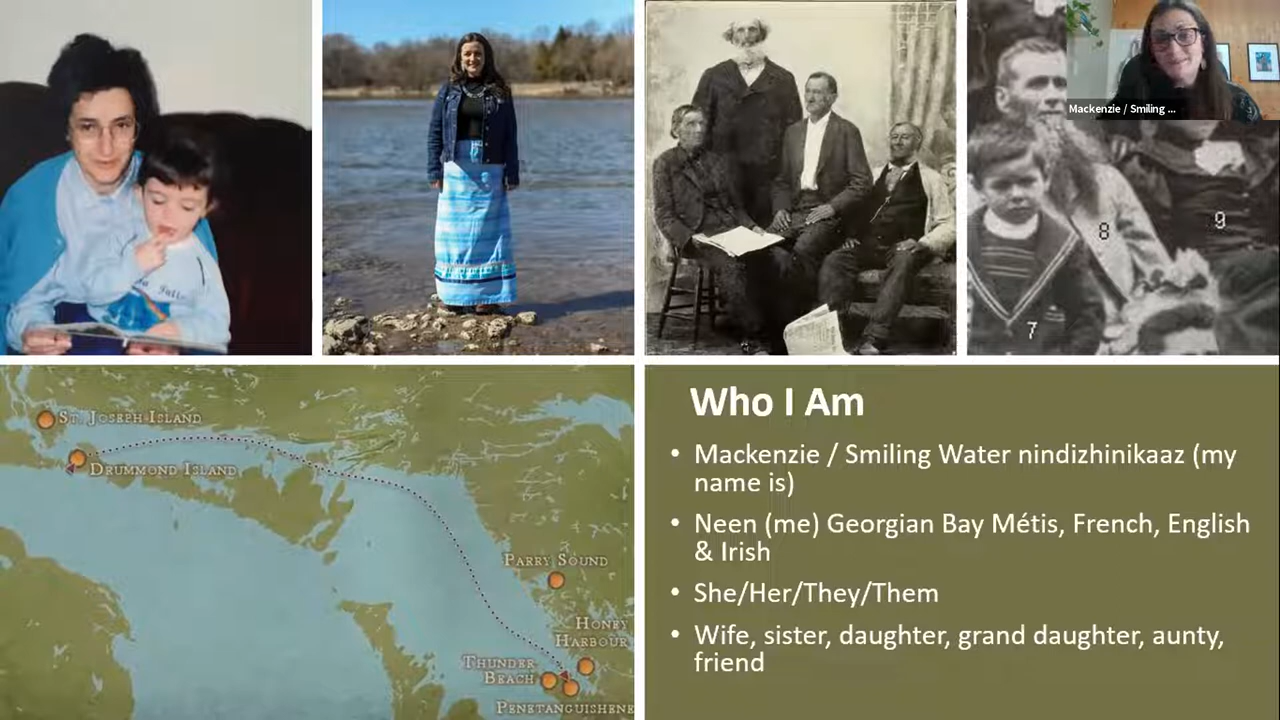 Mackenzie / Smiling ...
8
9
7
St. Joseph Island
Drummond Island
Parry Sound
Honey
Harbour
Thunder
Beach
Penetanguishene
Who I Am
• Mackenzie / Smiling Water nindizhinikaaz (my
name is)
• Neen (me) Georgian Bay Métis, French, English
& Irish
• She/Her/They/Them
• Wife, sister, daughter, grand daughter, aunty,
friend